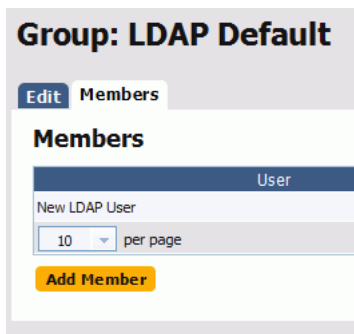 Group: LDAP Default
Edit Members
Members
User
New LDAP User
10 per page
Add Member